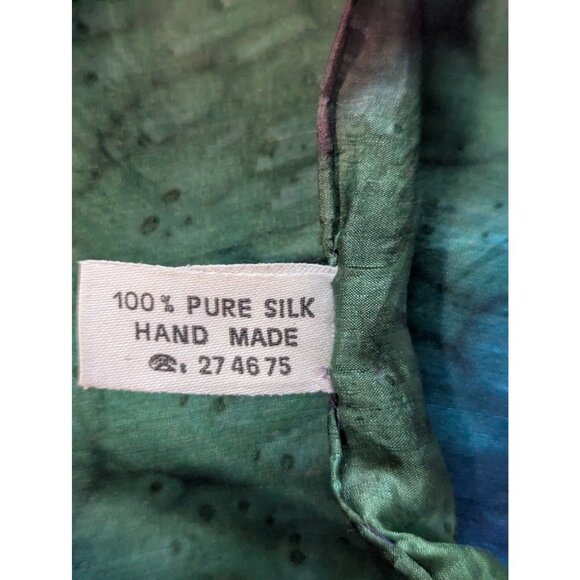 100% PURE SILK
HAND MADE
☎: 27 46 75